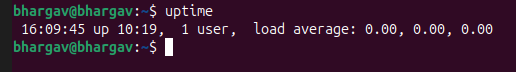 bhargav@bhargav:~$ uptime
 16:09:45 up 10:19,  1 user,  load average: 0.00, 0.00, 0.00
bhargav@bhargav:~$